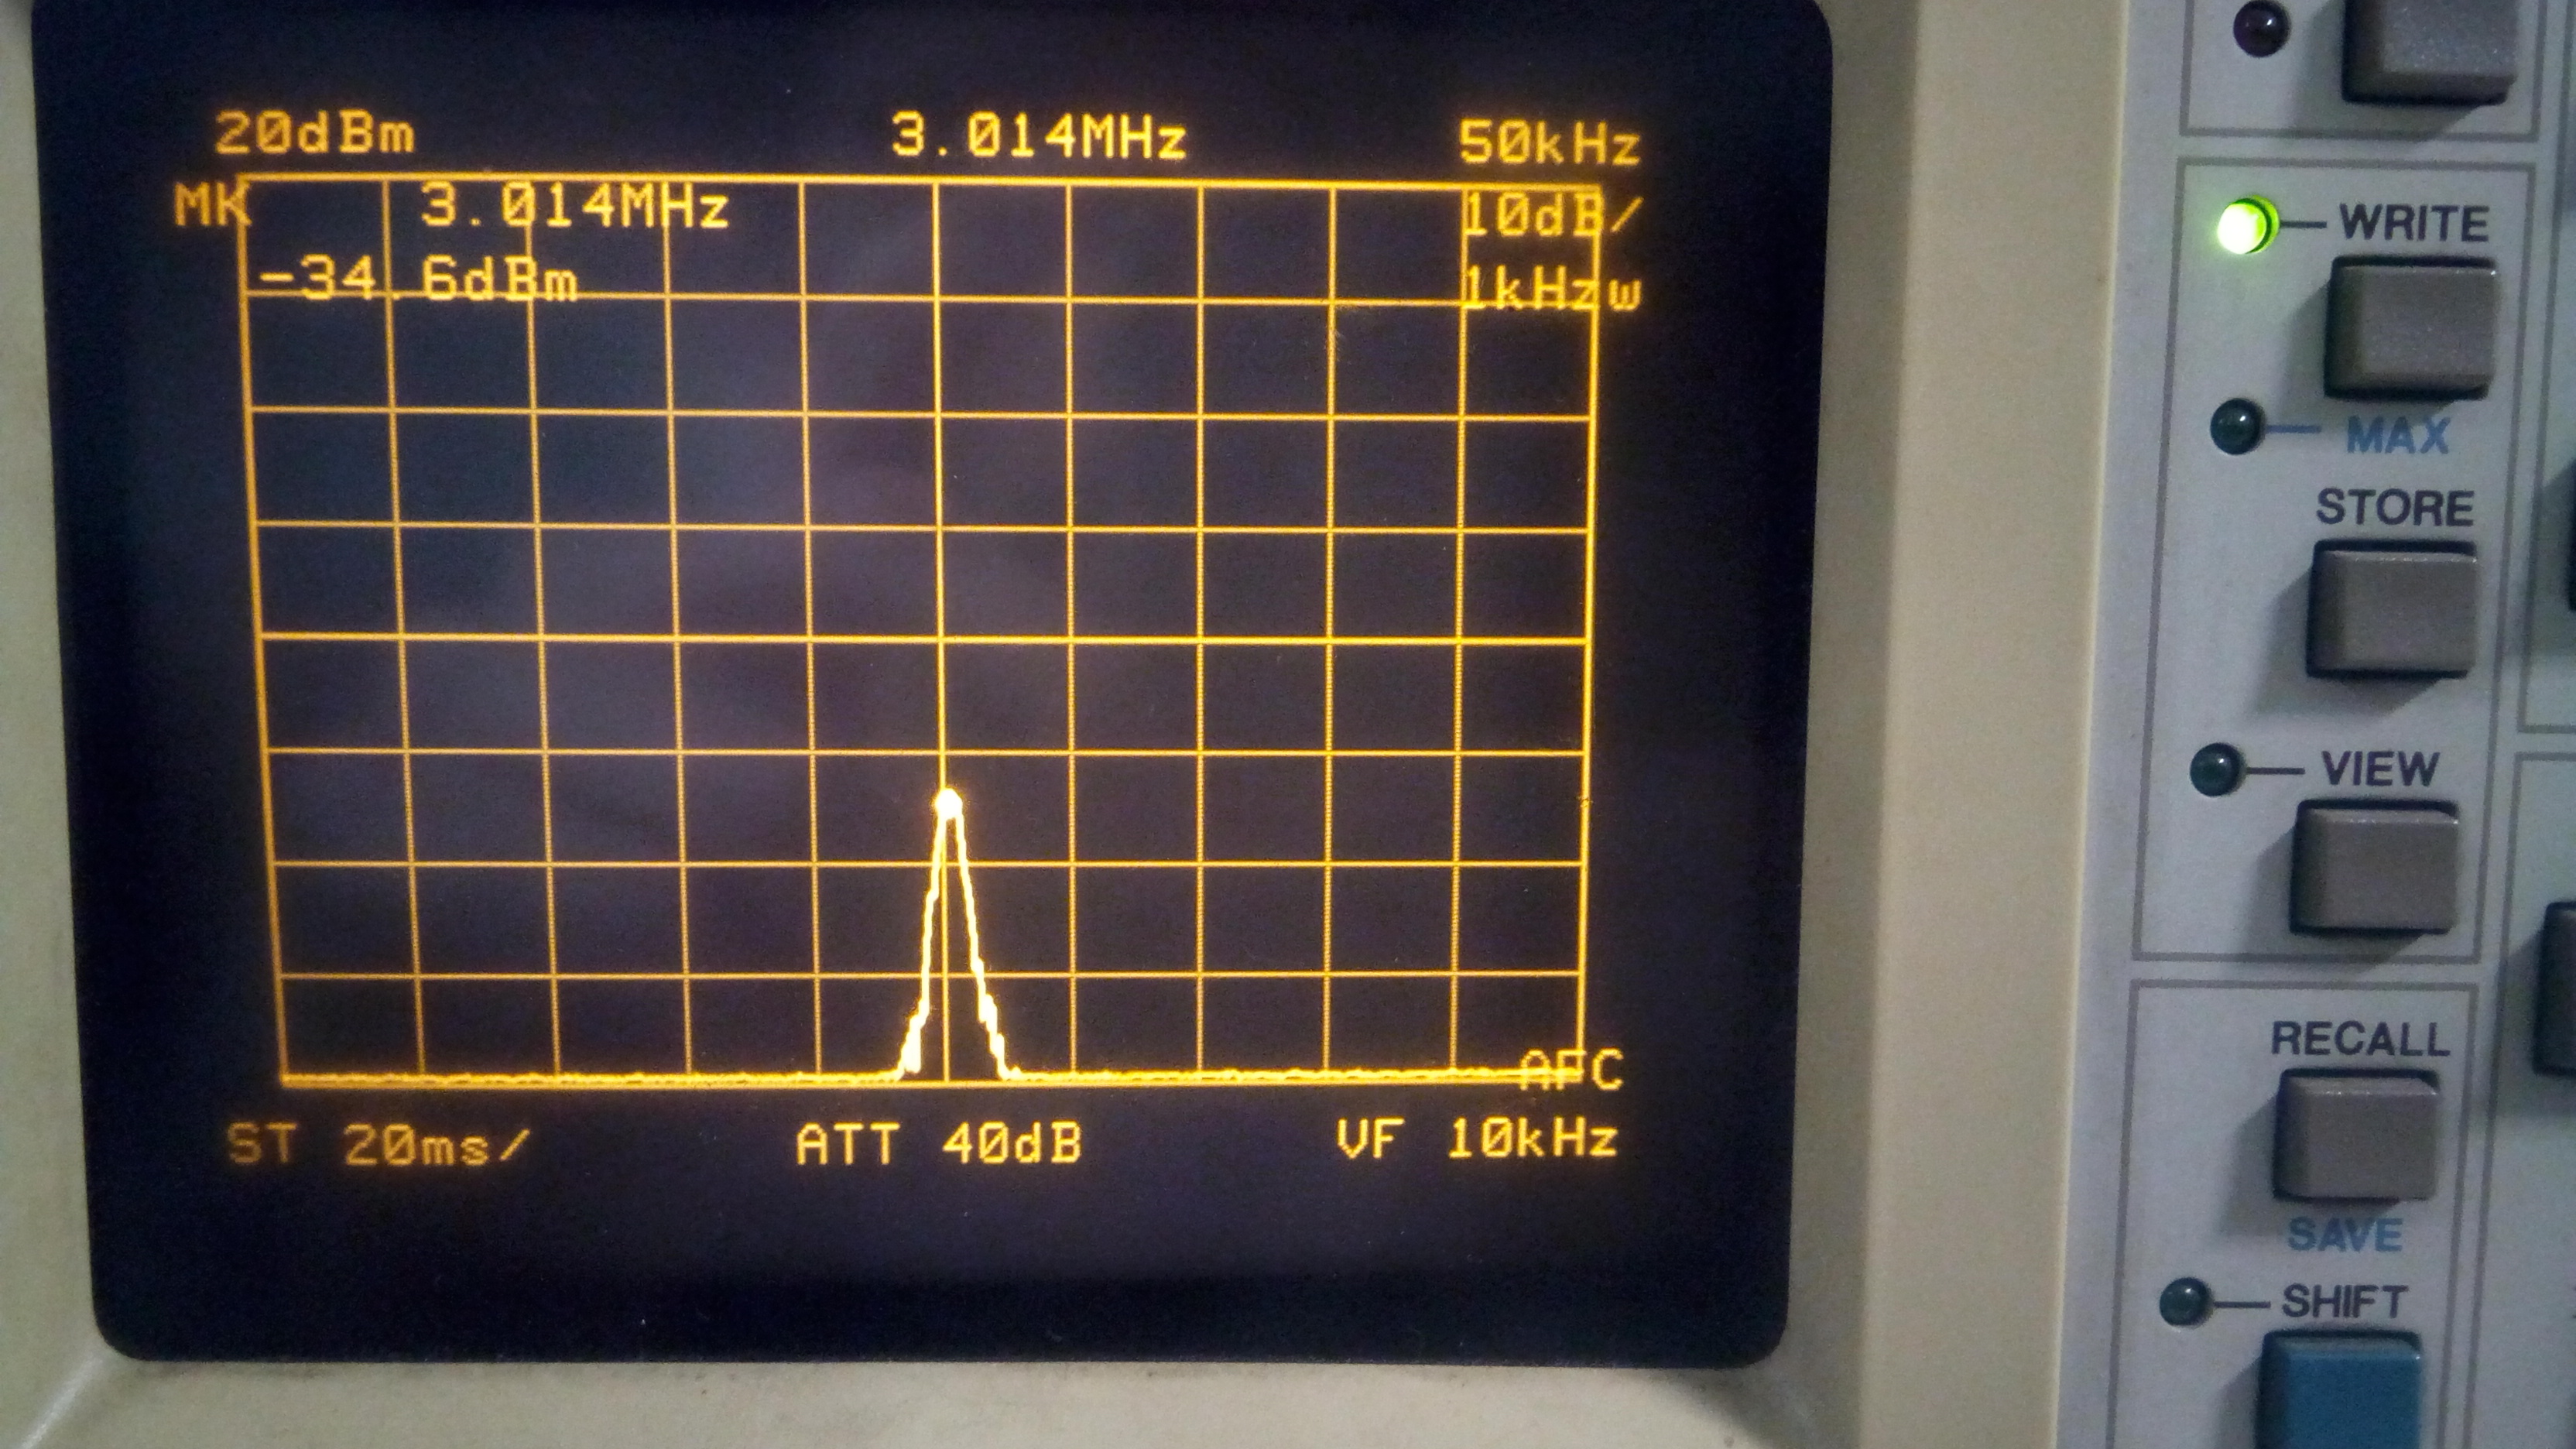 20dBm 3.014MHz 50kHz
MK 3.014MHz 10dB/
-34.6dBm 1kHzw
AFC
ST 20ms/ ATT 40dB VF 10kHz
WRITE
MAX
STORE
VIEW
RECALL
SAVE
SHIFT